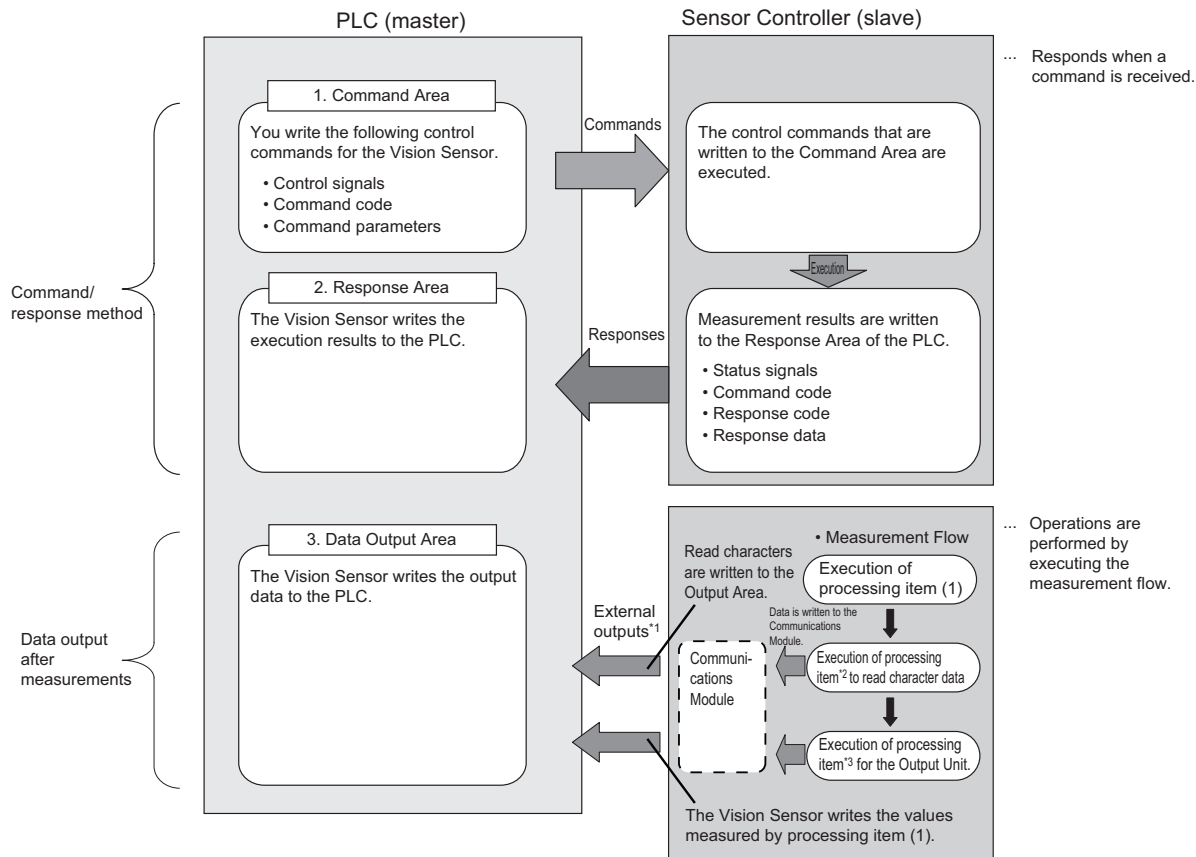 PLC (master)
Sensor Controller (slave)
... Responds when a
command is received.
1. Command Area
You write the following control
commands for the Vision Sensor.
• Control signals
• Command code
• Command parameters
Commands
The control commands that are
written to the Command Area are
executed.
Execution
Command/
response method
2. Response Area
The Vision Sensor writes the
execution results to the PLC.
Responses
Measurement results are written
to the Response Area of the PLC.
• Status signals
• Command code
• Response code
• Response data
... Operations are
performed by
executing the
measurement flow.
Data output
after
measurements
3. Data Output Area
The Vision Sensor writes the output
data to the PLC.
External
outputs*1
Read characters
are written to the
Output Area.
• Measurement Flow
Execution of
processing item (1)
Data is written to the
Communications
Module.
Communi-
cations
Module
Execution of processing
item*2 to read character data
Execution of processing
item*3 for the Output Unit.
The Vision Sensor writes the values
measured by processing item (1).